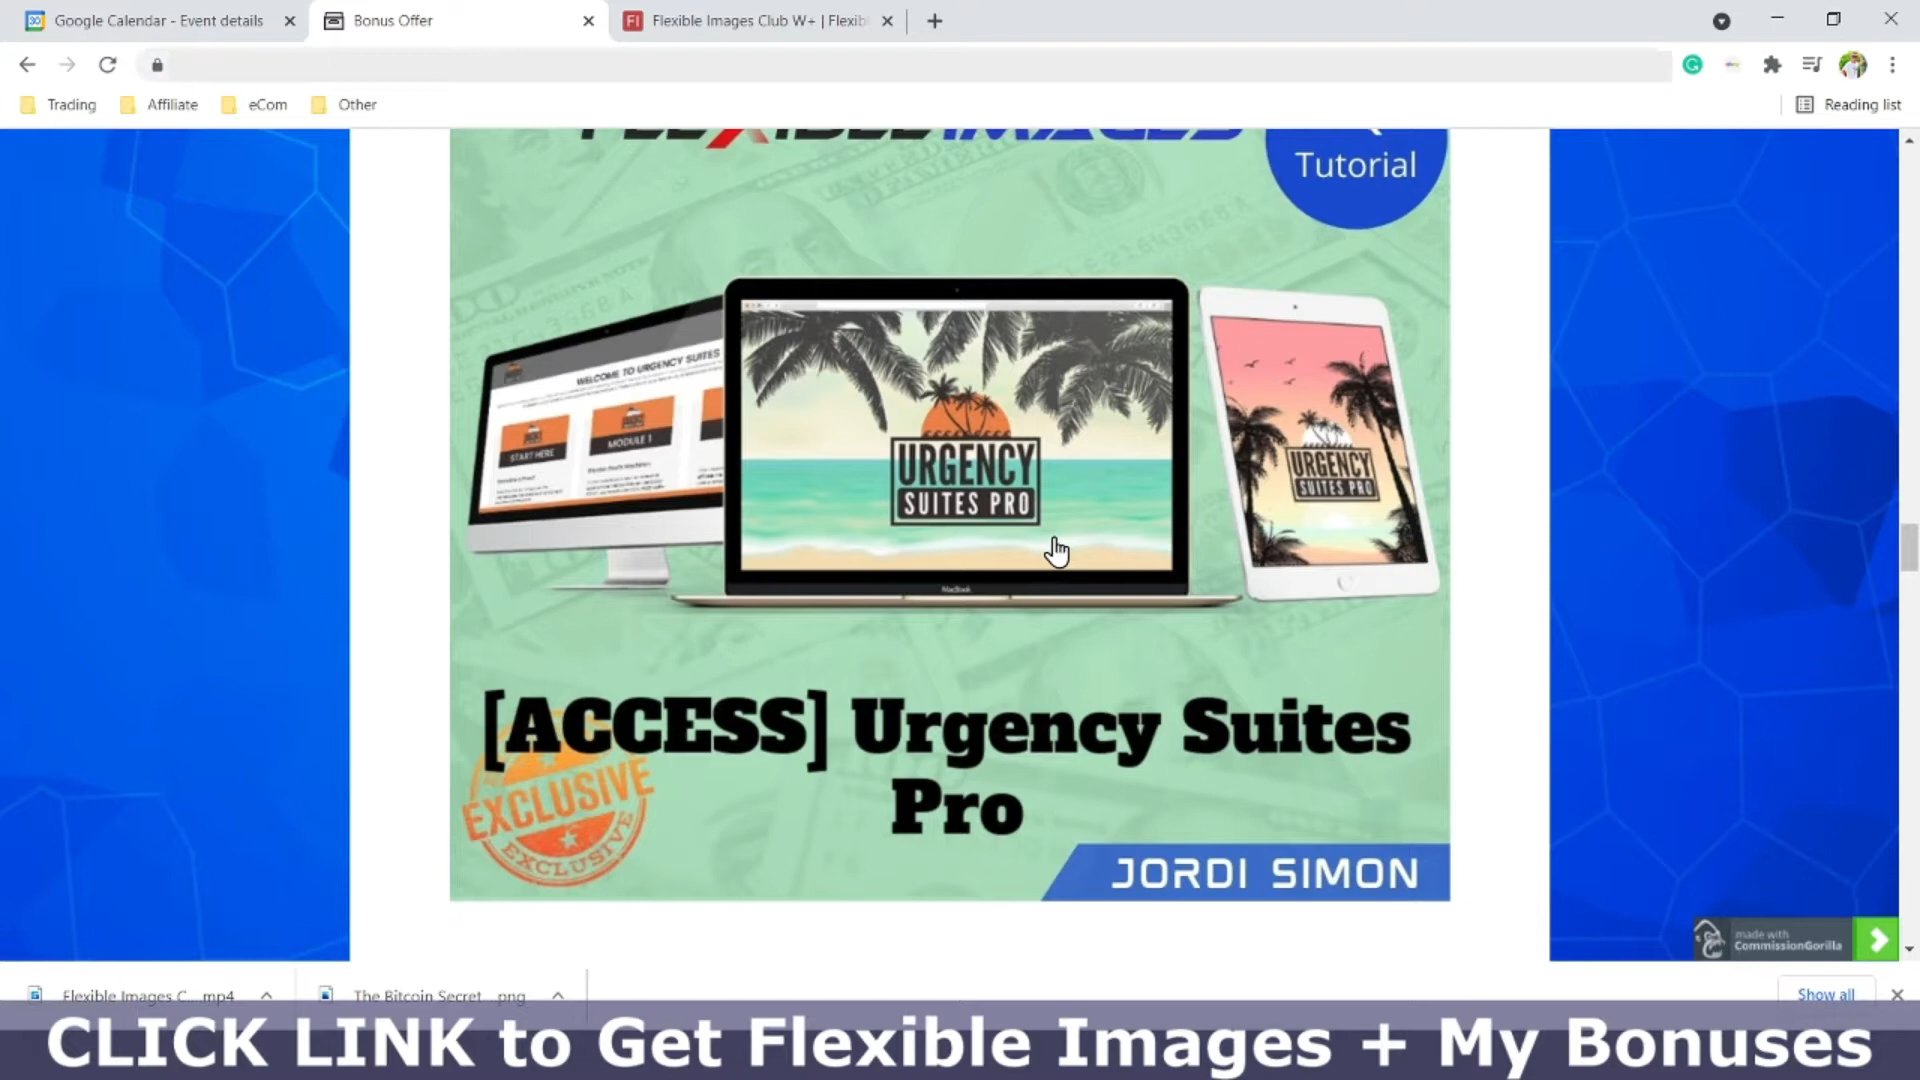 Google Calendar - Event details
Bonus Offer
Flexible Images Club W+ | Flexib
Trading
Affiliate
eCom
Other
Reading list
FLEXIBLEIMAGES
Tutorial
WELCOME TO URGENCY SUITES
START HERE
MODULE 1
URGENCY
SUITES PRO
URGENCY
SUITES PRO
MacBook
[ACCESS] Urgency Suites
Pro
EXCLUSIVE
EXCLUSIVE
JORDI SIMON
made with
CommissionGorilla
Flexible Images C....mp4
The Bitcoin Secret....png
Show all
CLICK LINK to Get Flexible Images + My Bonuses